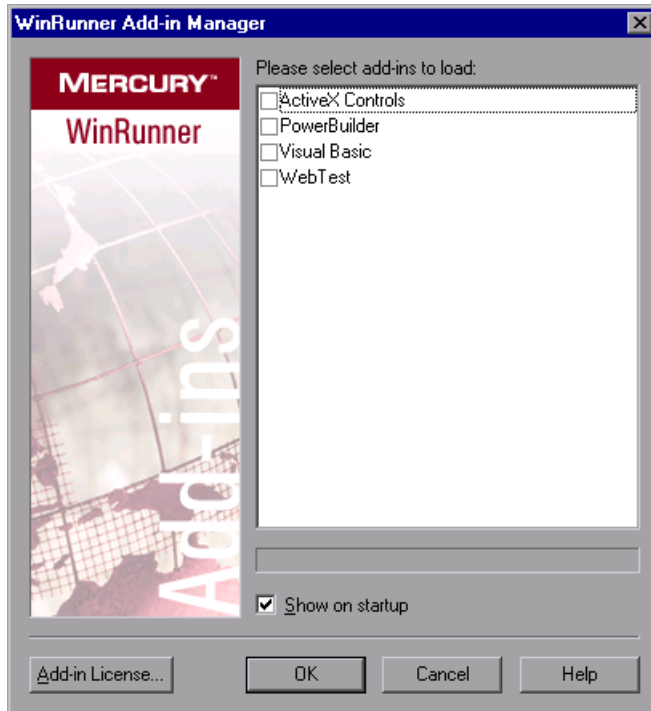 WinRunner Add-in Manager
MERCURY™
WinRunner
Add-ins
Please select add-ins to load:
ActiveX Controls
PowerBuilder
Visual Basic
WebTest
Show on startup
Add-in License...
OK
Cancel
Help